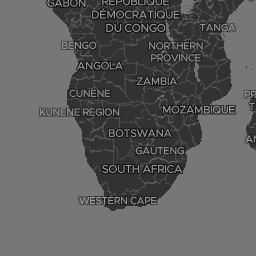 GABON
RÉPUBLIQUE
DÉMOCRATIQUE
DU CONGO
TANGA
BENGO
NORTHERN
PROVINCE
ANGOLA
ZAMBIA
CUNENE
KUNENE REGION
MOZAMBIQUE
BOTSWANA
GAUTENG
SOUTH AFRICA
WESTERN CAPE